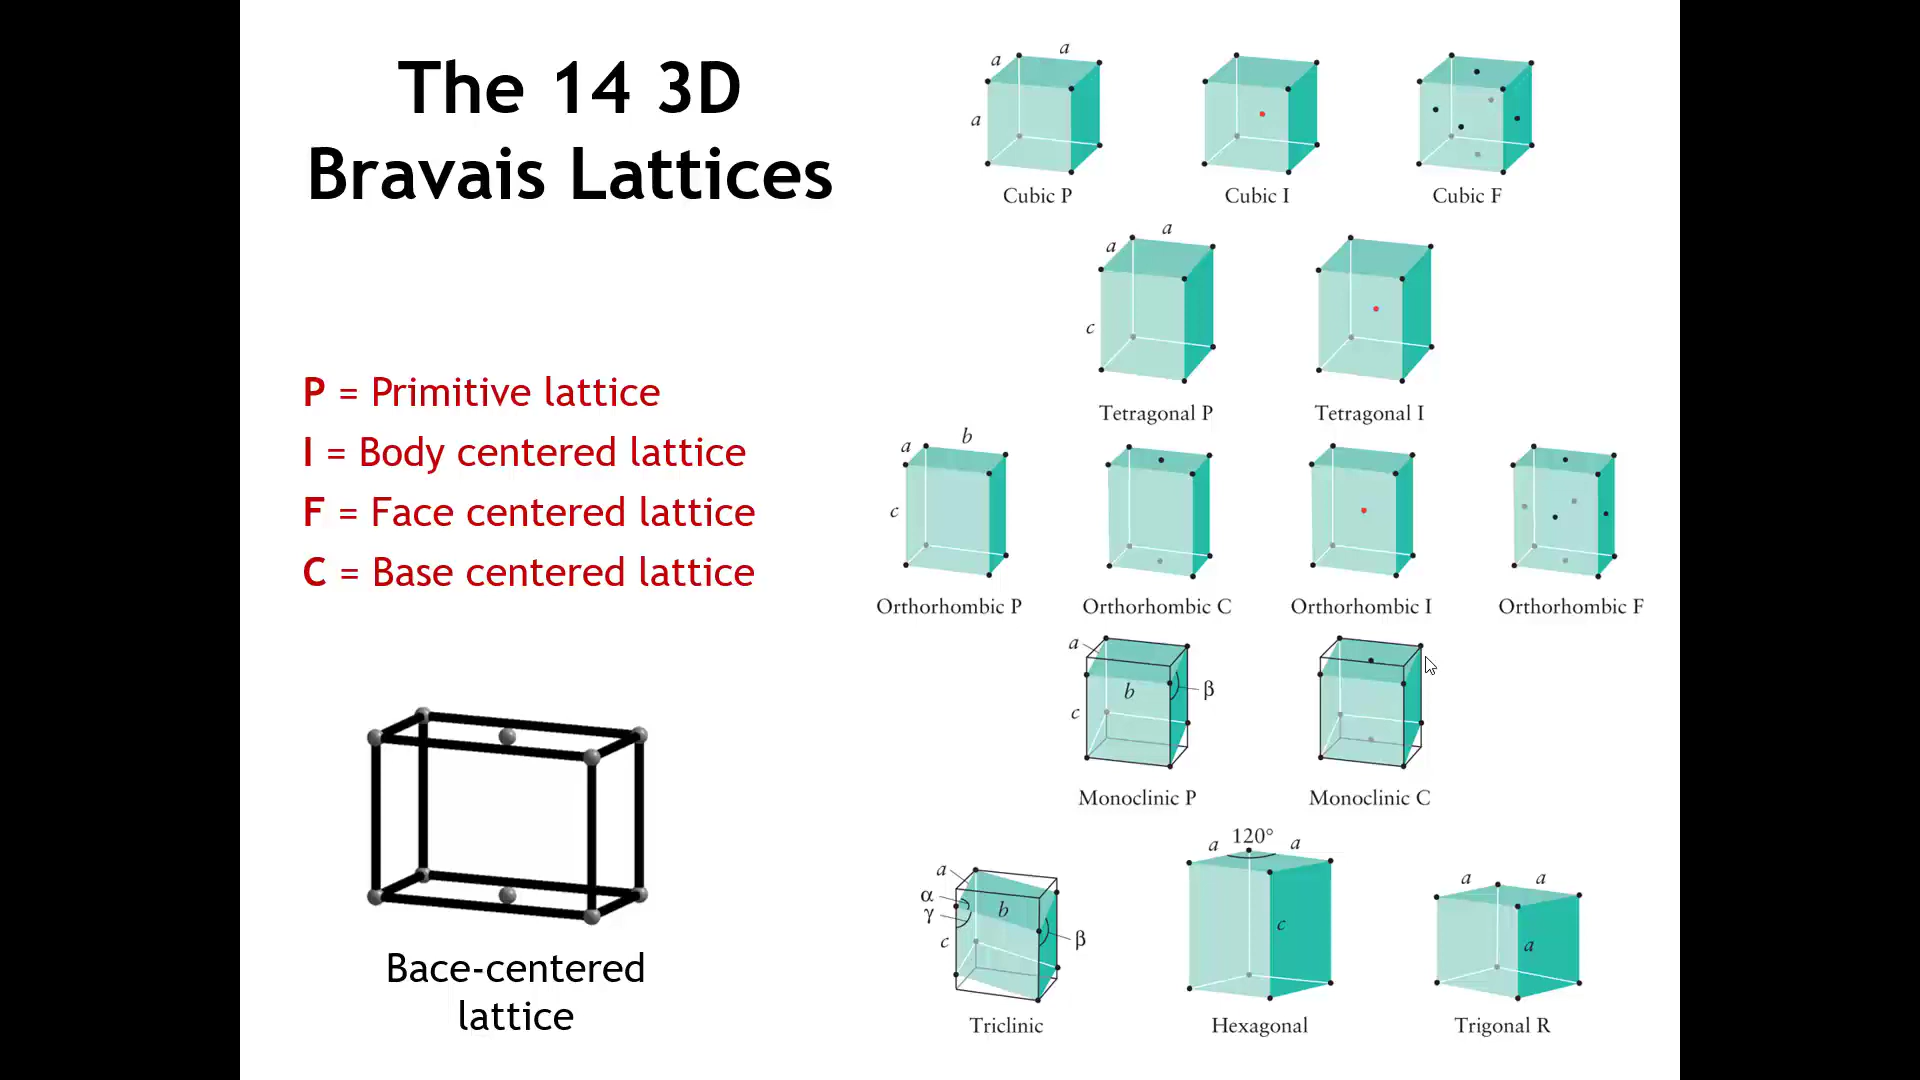 The 14 3D
Bravais Lattices
P = Primitive lattice
I = Body centered lattice
F = Face centered lattice
C = Base centered lattice
Bace-centered
lattice
a
a
a
Cubic P
Cubic I
Cubic F
a
a
c
Tetragonal P
Tetragonal I
a
b
c
Orthorhombic P
Orthorhombic C
Orthorhombic I
Orthorhombic F
a
b
β
c
Monoclinic P
Monoclinic C
a
α
γ
b
c
β
Triclinic
a
120°
a
c
Hexagonal
a
a
a
Trigonal R